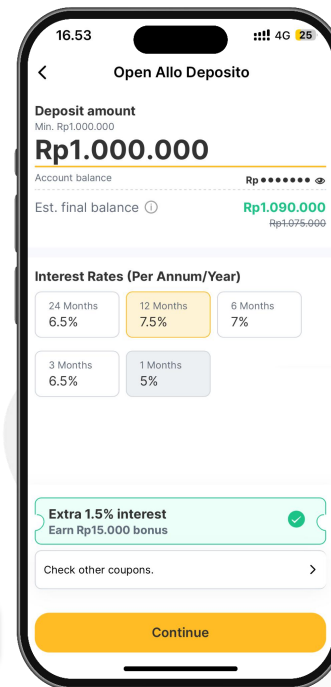 16.53
4G 25
Open Allo Deposito
Deposit amount
Min. Rp1.000.000
Rp1.000.000
Account balance Rp●●●●●●●
Est. final balance Rp1.090.000
Rp1.075.000
Interest Rates (Per Annum/Year)
24 Months 12 Months 6 Months
6.5% 7.5% 7%
3 Months 1 Months
6.5% 5%
Extra 1.5% interest
Earn Rp15.000 bonus
Check other coupons.
Continue